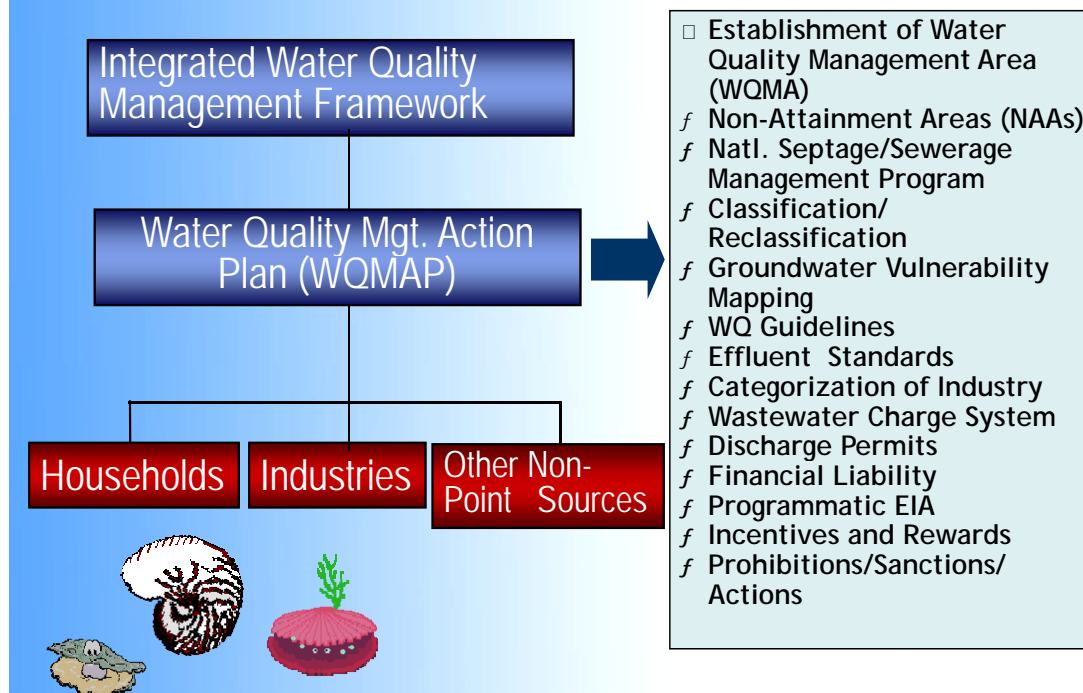 Integrated Water Quality
Management Framework
Water Quality Mgt. Action
Plan (WQMAP)
Households
Industries
Other Non-
Point Sources
□ Establishment of Water
Quality Management Area
(WQMA)
ƒ Non-Attainment Areas (NAAs)
ƒ Natl. Septage/Sewerage
Management Program
ƒ Classification/
Reclassification
ƒ Groundwater Vulnerability
Mapping
ƒ WQ Guidelines
ƒ Effluent Standards
ƒ Categorization of Industry
ƒ Wastewater Charge System
ƒ Discharge Permits
ƒ Financial Liability
ƒ Programmatic EIA
ƒ Incentives and Rewards
ƒ Prohibitions/Sanctions/
Actions